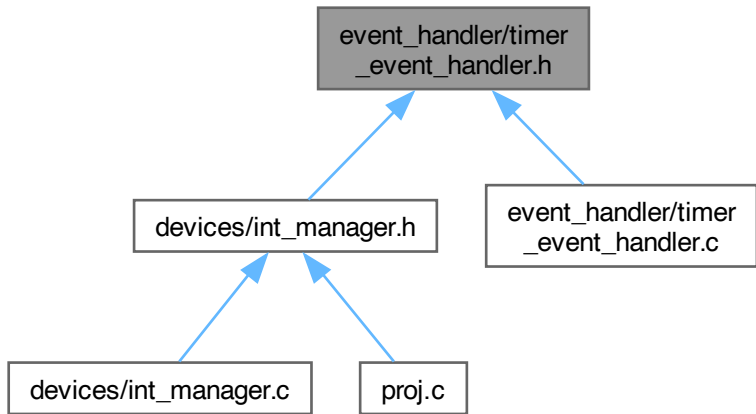 event_handler/timer
_event_handler.h
devices/int_manager.h
event_handler/timer
_event_handler.c
devices/int_manager.c
proj.c